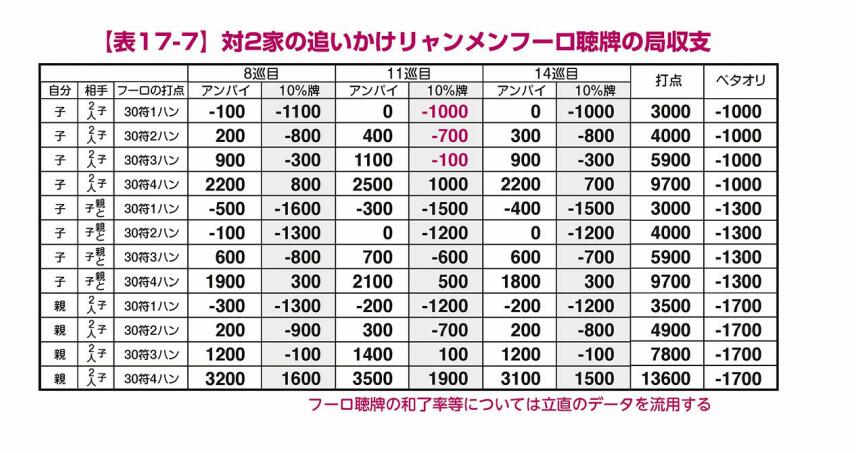 【表17-7】対2家の追いかけリャンメンフーロ聴牌の局収支
8巡目 11巡目 14巡目 打点 ベタオリ
自分 相手 フーロの打点 アンパイ 10%牌 アンパイ 10%牌 アンパイ 10%牌
子 子2人 30符1ハン -100 -1100 0 -1000 0 -1000 3000 -1000
子 子2人 30符2ハン 200 -800 400 -700 300 -800 4000 -1000
子 子2人 30符3ハン 900 -300 1100 -100 900 -300 5900 -1000
子 子2人 30符4ハン 2200 800 2500 1000 2200 700 9700 -1000
子 親と子 30符1ハン -500 -1600 -300 -1500 -400 -1500 3000 -1300
子 親と子 30符2ハン -100 -1300 0 -1200 0 -1200 4000 -1300
子 親と子 30符3ハン 600 -800 700 -600 600 -700 5900 -1300
子 親と子 30符4ハン 1900 300 2100 500 1800 300 9700 -1300
親 子2人 30符1ハン -300 -1300 -200 -1200 -200 -1200 3500 -1700
親 子2人 30符2ハン 200 -900 300 -700 200 -800 4900 -1700
親 子2人 30符3ハン 1200 -100 1400 100 1200 -100 7800 -1700
親 子2人 30符4ハン 3200 1600 3500 1900 3100 1500 13600 -1700
フーロ聴牌の和了率等については立直のデータを流用する